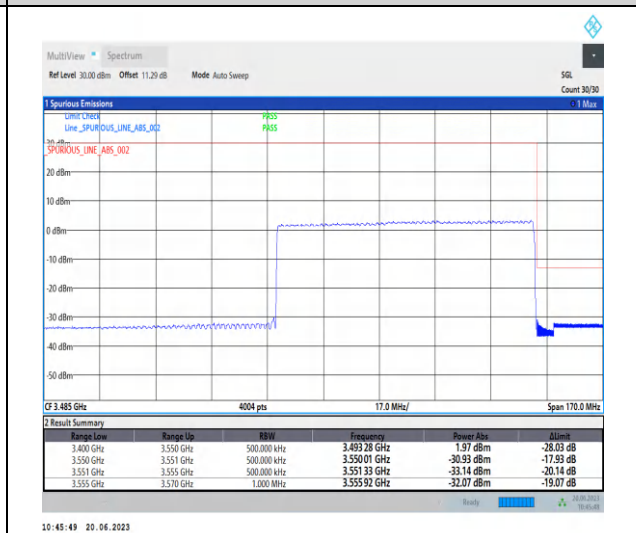 MultiView Spectrum
Ref Level 30.00 dBm Offset 11.29 dB Mode Auto Sweep SGL
Count 30/30
1 Spurious Emissions 1 Max
Limit Check PASS
Line _SPURIOUS_LINE_ABS_002 PASS
_SPURIOUS_LINE_ABS_002
20 dBm
10 dBm
0 dBm
-10 dBm
-20 dBm
-30 dBm
-40 dBm
-50 dBm
CF 3.485 GHz 4004 pts 17.0 MHz/ Span 170.0 MHz
2 Result Summary
Range Low Range Up RBW Frequency Power Abs ΔLimit
3.400 GHz 3.550 GHz 500.000 kHz 3.493 28 GHz 1.97 dBm -28.03 dB
3.550 GHz 3.551 GHz 500.000 kHz 3.550 01 GHz -30.93 dBm -17.93 dB
3.551 GHz 3.555 GHz 500.000 kHz 3.551 33 GHz -33.14 dBm -20.14 dB
3.555 GHz 3.570 GHz 1.000 MHz 3.555 92 GHz -32.07 dBm -19.07 dB
Ready 20.06.2023
10:45:49 20.06.2023